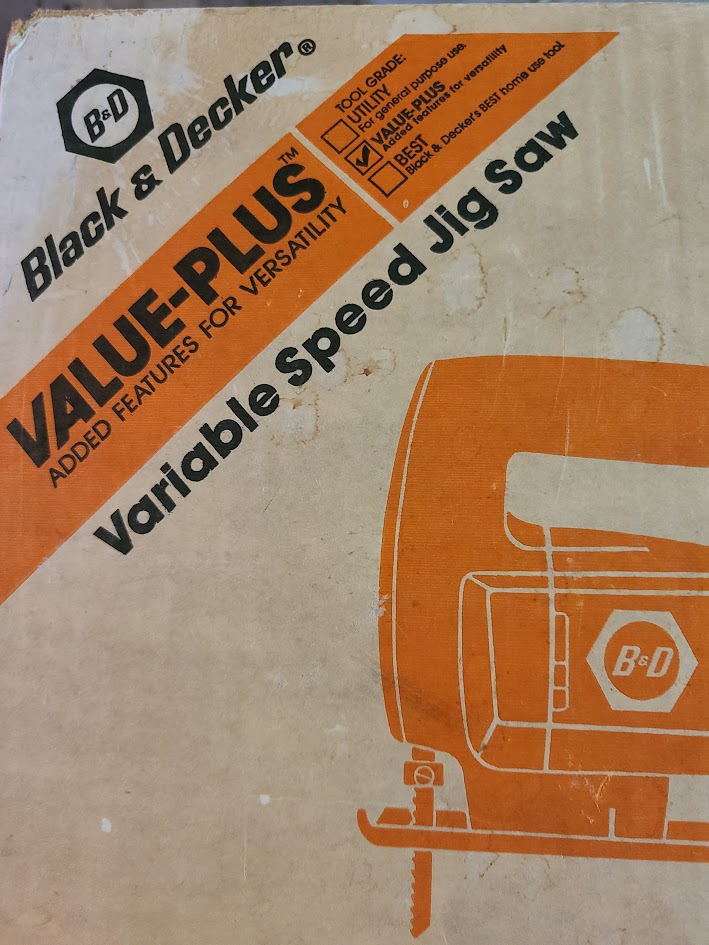 B&D
Black & Decker®
VALUE-PLUS™
ADDED FEATURES FOR VERSATILITY
TOOL GRADE:
UTILITY
For general purpose use.
VALUE-PLUS
Added features for versatility
BEST
Black & Decker's BEST home use tool.
Variable Speed Jig Saw
B&D